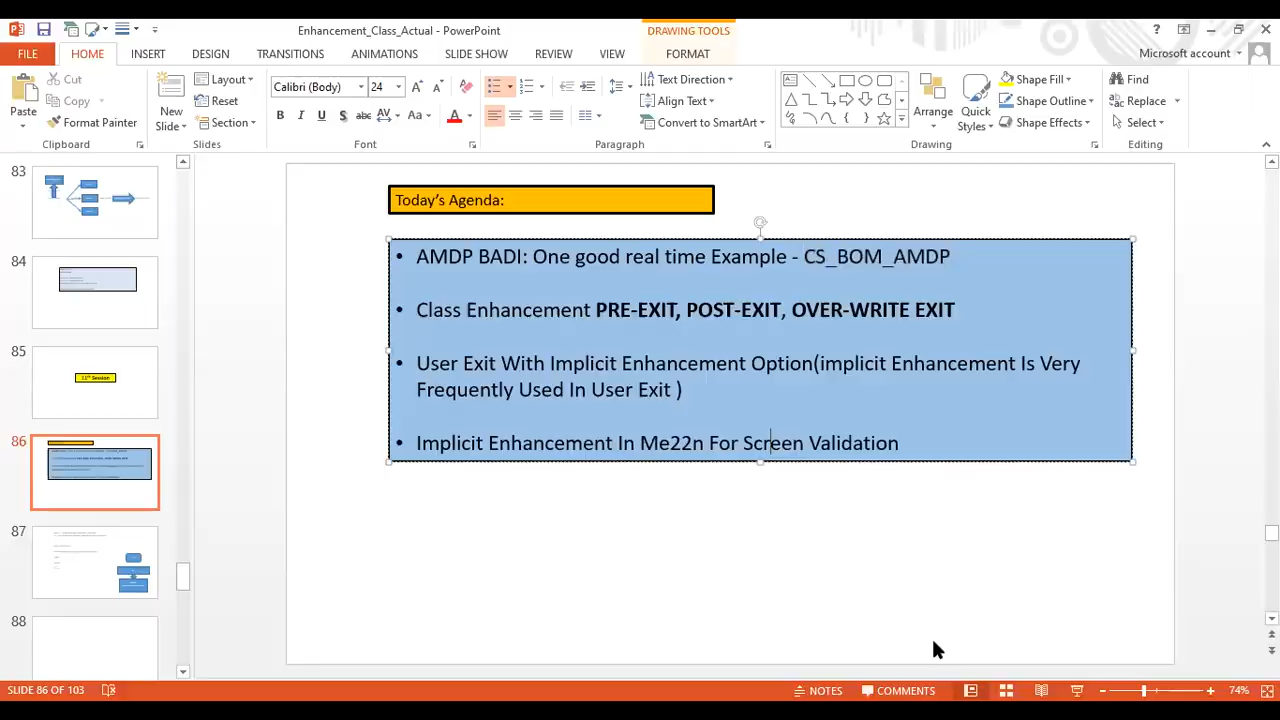 Enhancement_Class_Actual - PowerPoint
DRAWING TOOLS
FILE
HOME
INSERT
DESIGN
TRANSITIONS
ANIMATIONS
SLIDE SHOW
REVIEW
VIEW
FORMAT
Microsoft account
Paste
Cut
Copy
Format Painter
Clipboard
New Slide
Layout
Reset
Section
Slides
Calibri (Body)
24
Font
Text Direction
Align Text
Convert to SmartArt
Paragraph
Arrange
Quick Styles
Shape Fill
Shape Outline
Shape Effects
Drawing
Find
Replace
Select
Editing
83
84
85
11th Session
86
87
88
Today's Agenda:
• AMDP BADI: One good real time Example - CS_BOM_AMDP
• Class Enhancement PRE-EXIT, POST-EXIT, OVER-WRITE EXIT
• User Exit With Implicit Enhancement Option(implicit Enhancement Is Very
Frequently Used In User Exit )
• Implicit Enhancement In Me22n For Screen Validation
SLIDE 86 OF 103
NOTES
COMMENTS
74%